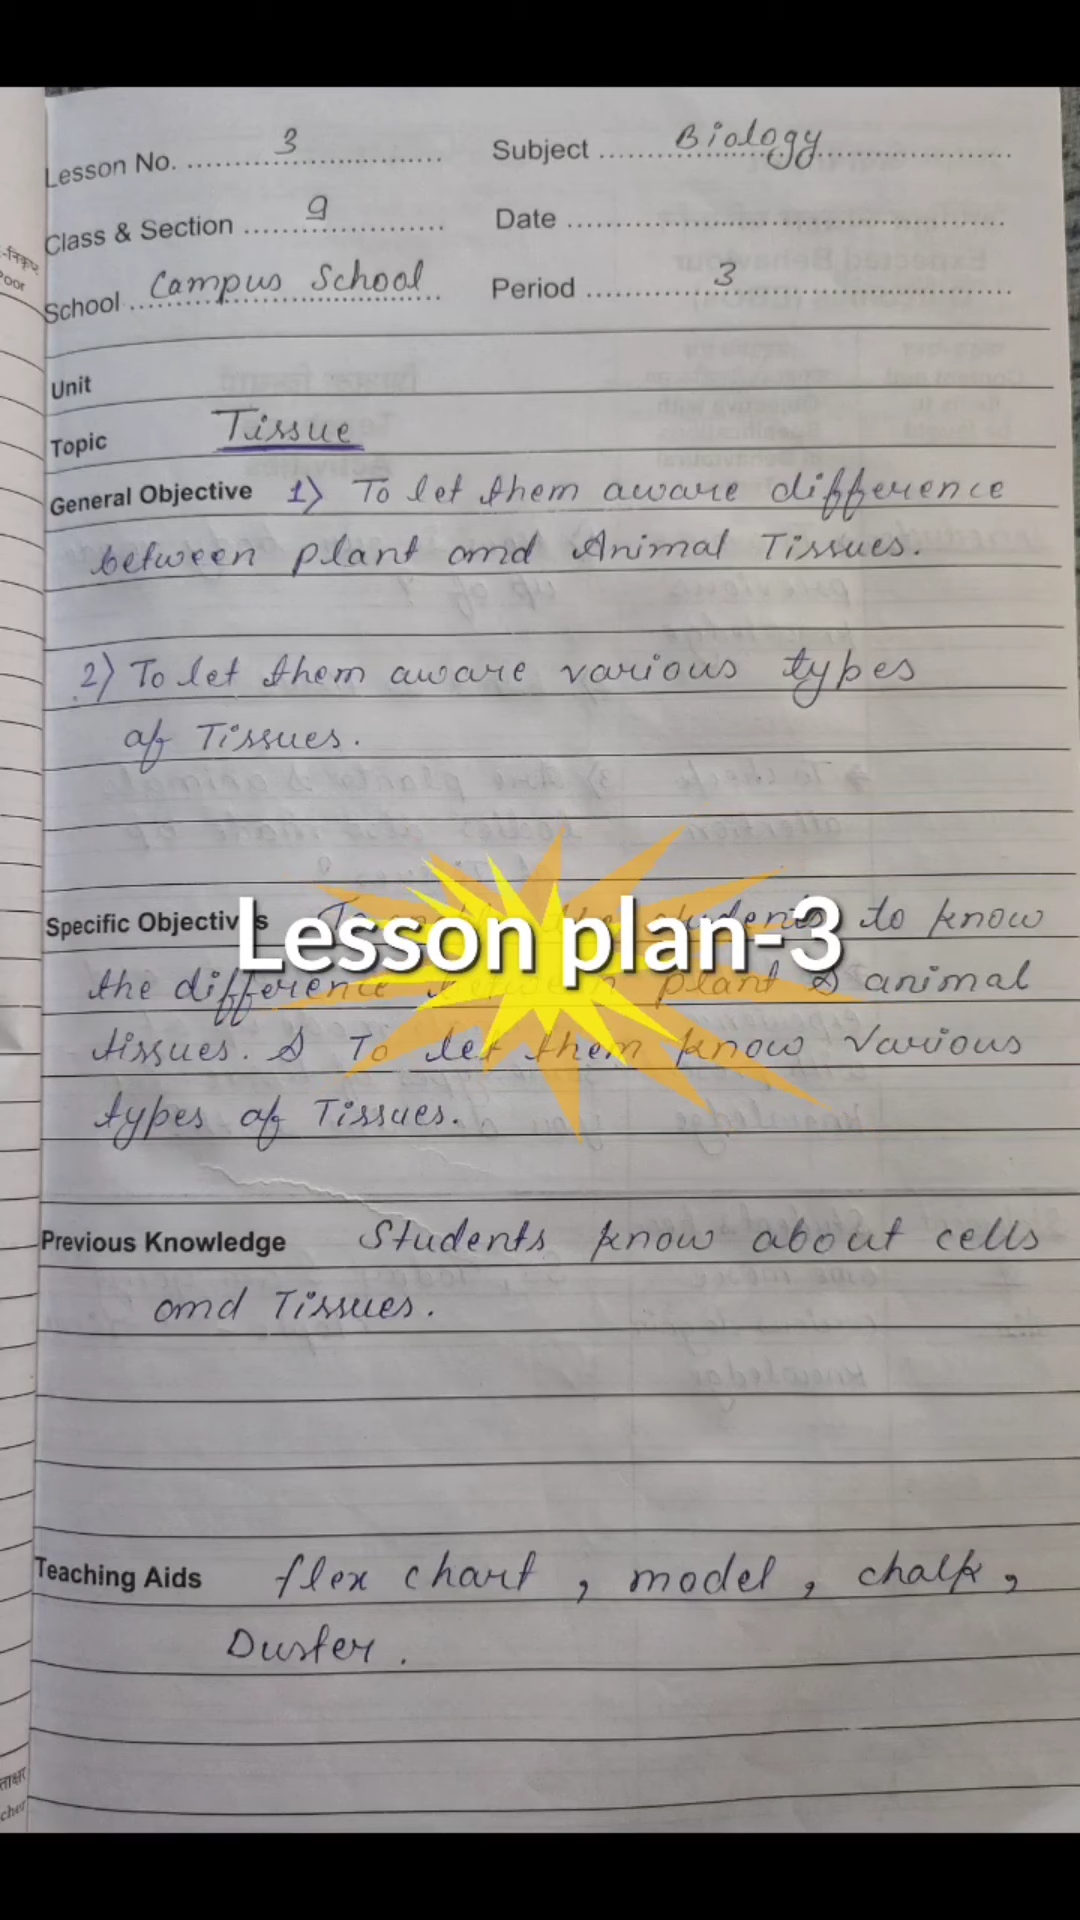 Lesson No. 3 Subject Biology
Class & Section 9 Date
School Campus School Period 3
Unit
Topic Tissue
General Objective 1) To let them aware difference
between plant and Animal Tissues.
2) To let them aware various types
of Tissues.
Specific Objectives students to know
Lesson plan-3
the difference between plant & animal
tissues. & To let them know various
types of Tissues.
Previous Knowledge Students know about cells
and Tissues.
Teaching Aids flex chart, model, chalk,
Duster.